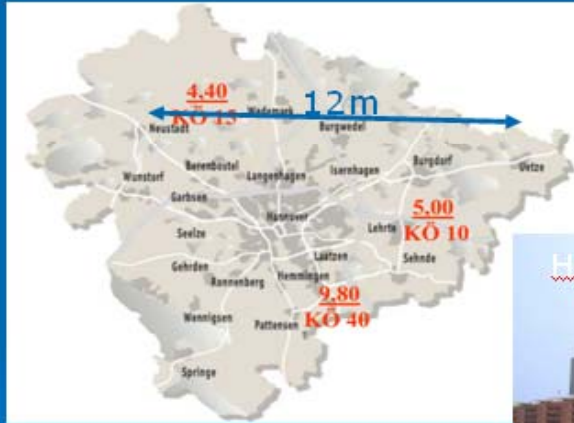 4,40
KÖ 15
12m
Wedemark
Neustadt
Burgwedel
Berenbostel
Langenhagen
Isernhagen
Burgdorf
Uetze
Wunstorf
Garbsen
Hannover
Lehrte
5,00
KÖ 10
Seelze
Laatzen
Sehnde
Gehrden
Hemmingen
Ronnenberg
9,80
KÖ 40
Wennigsen
Pattensen
Springe
H